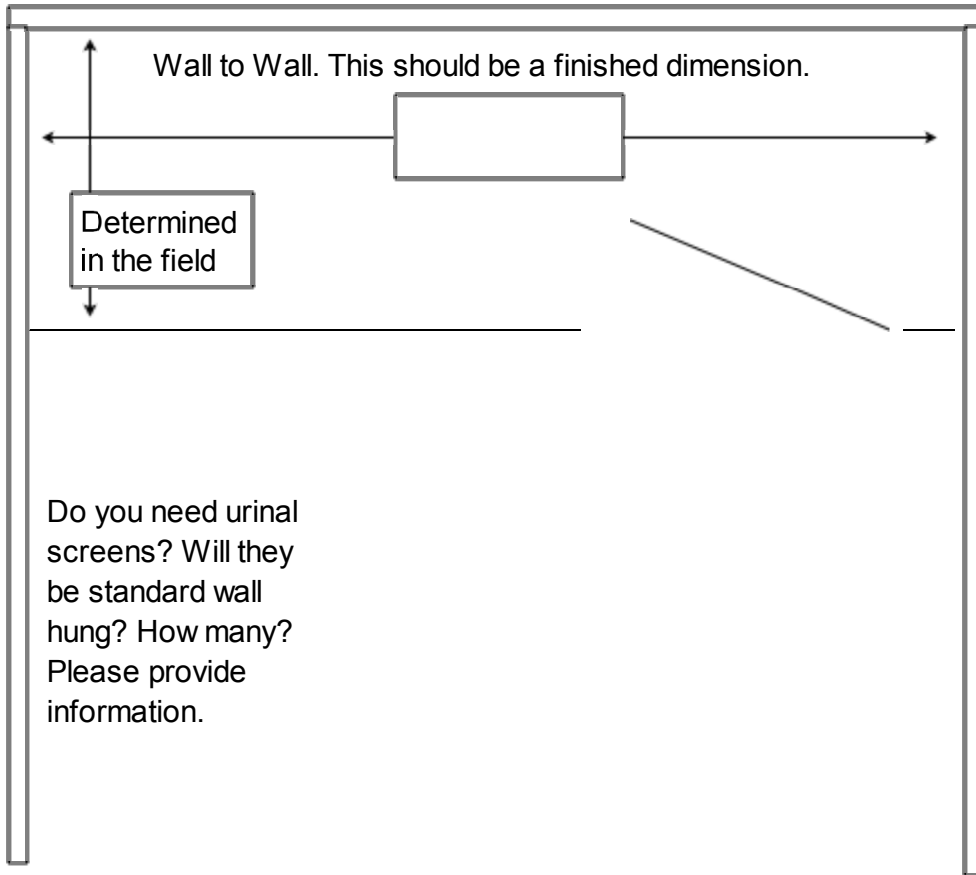 Wall to Wall. This should be a finished dimension.
Determined
in the field
Do you need urinal
screens? Will they
be standard wall
hung? How many?
Please provide
information.